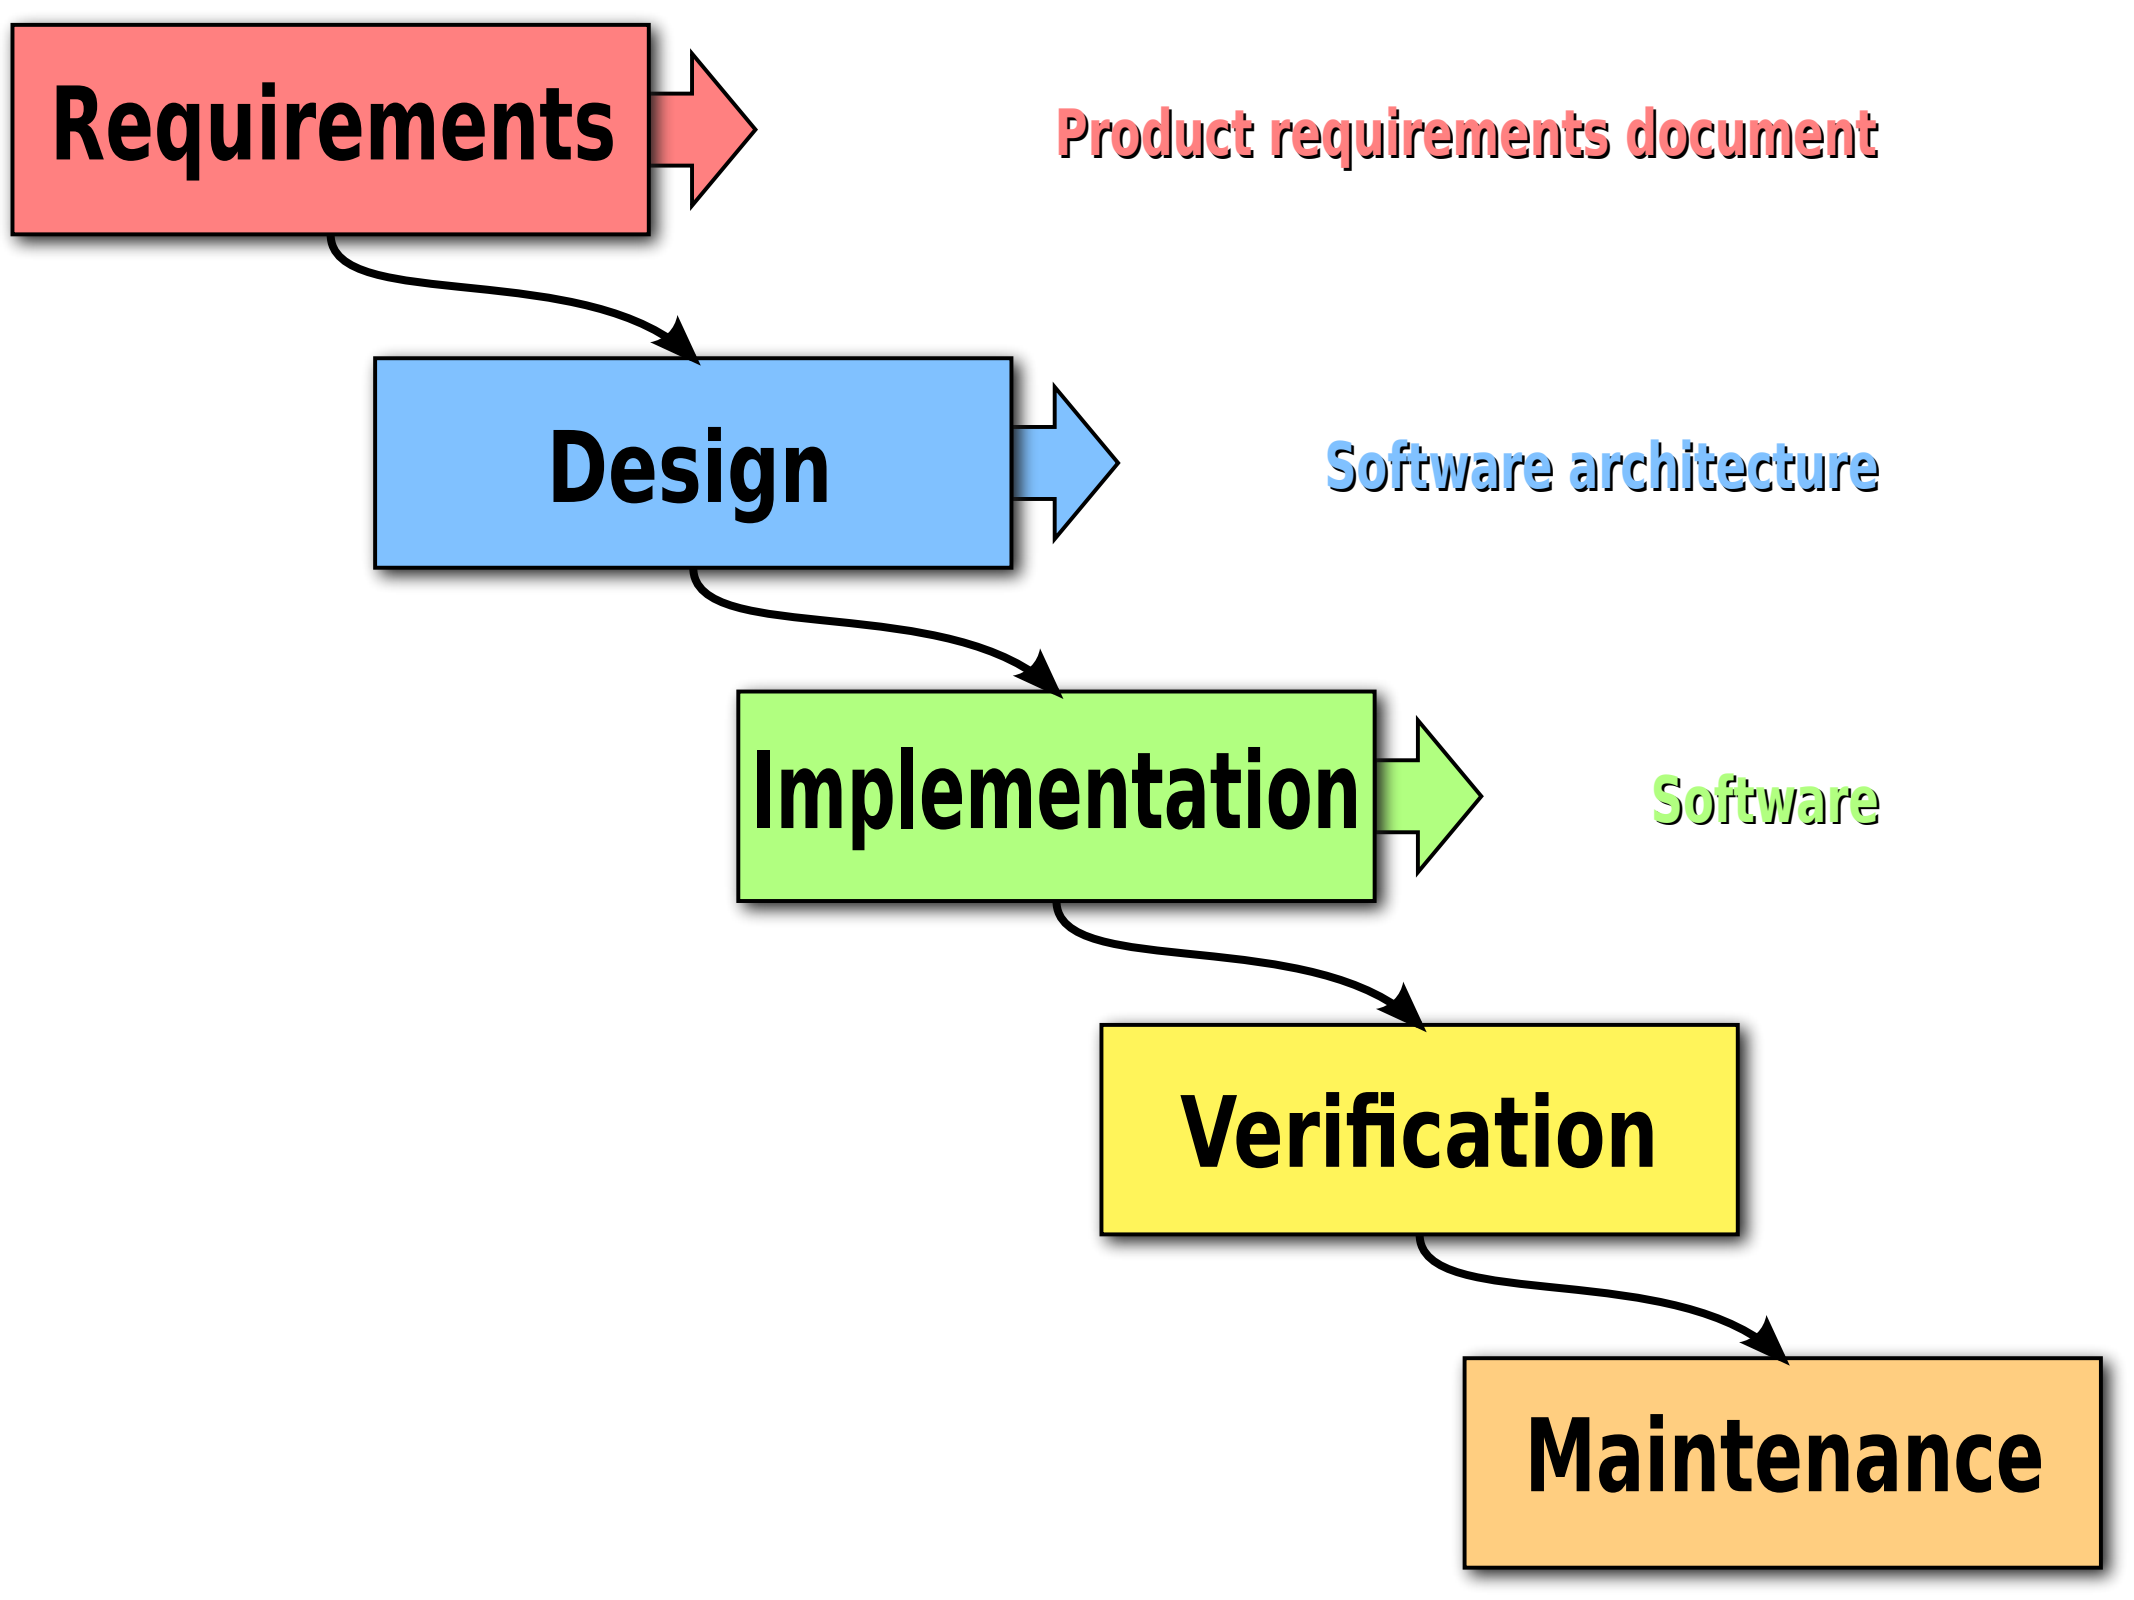 Requirements
Product requirements document
Design
Software architecture
Implementation
Software
Verification
Maintenance